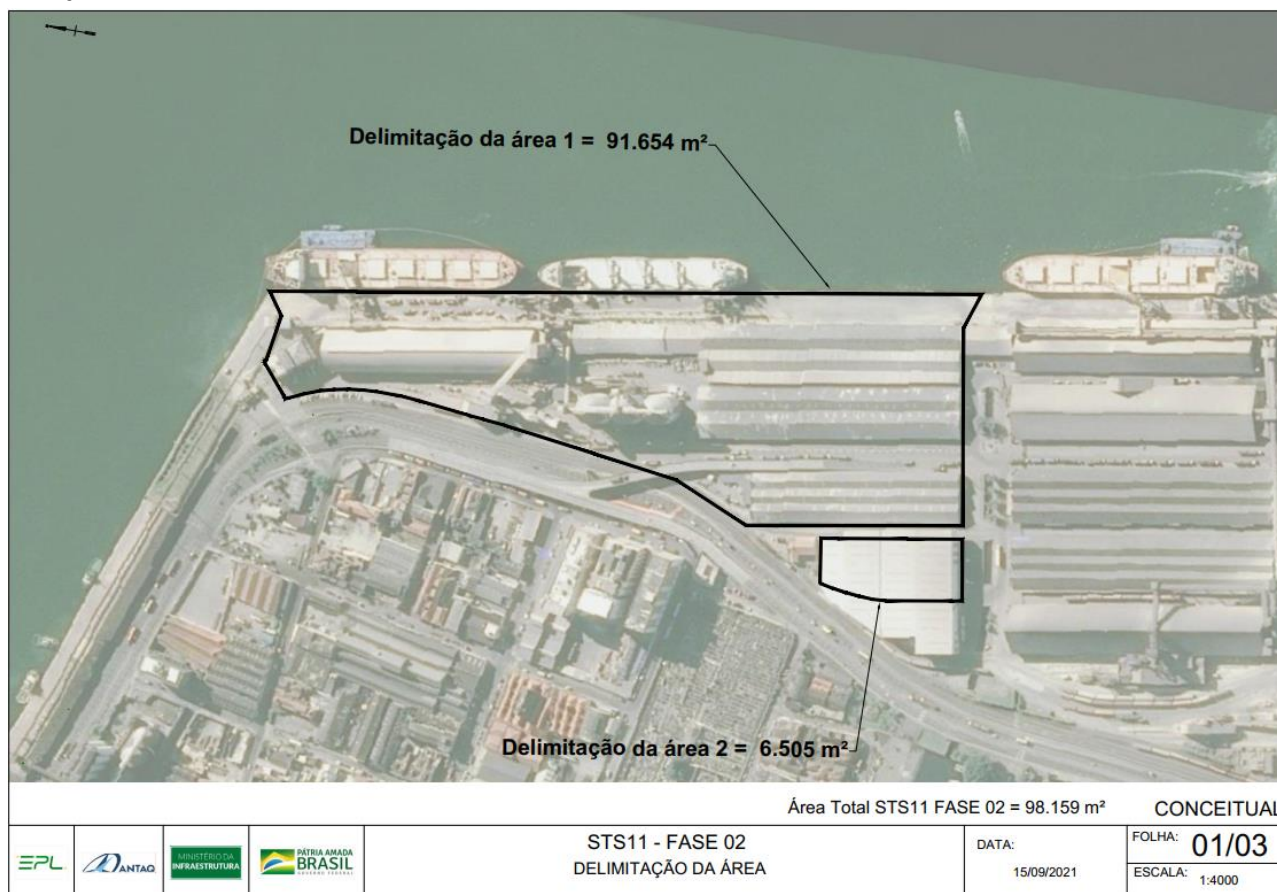 Delimitação da área 1 = 91.654 m²
Delimitação da área 2 = 6.505 m²
Área Total STS11 FASE 02 = 98.159 m²
CONCEITUAL
EPL
ANTAQ
MINISTÉRIO DA
INFRAESTRUTURA
PÁTRIA AMADA
BRASIL
GOVERNO FEDERAL
STS11 - FASE 02
DELIMITAÇÃO DA ÁREA
DATA:
15/09/2021
FOLHA: 01/03
ESCALA: 1:4000